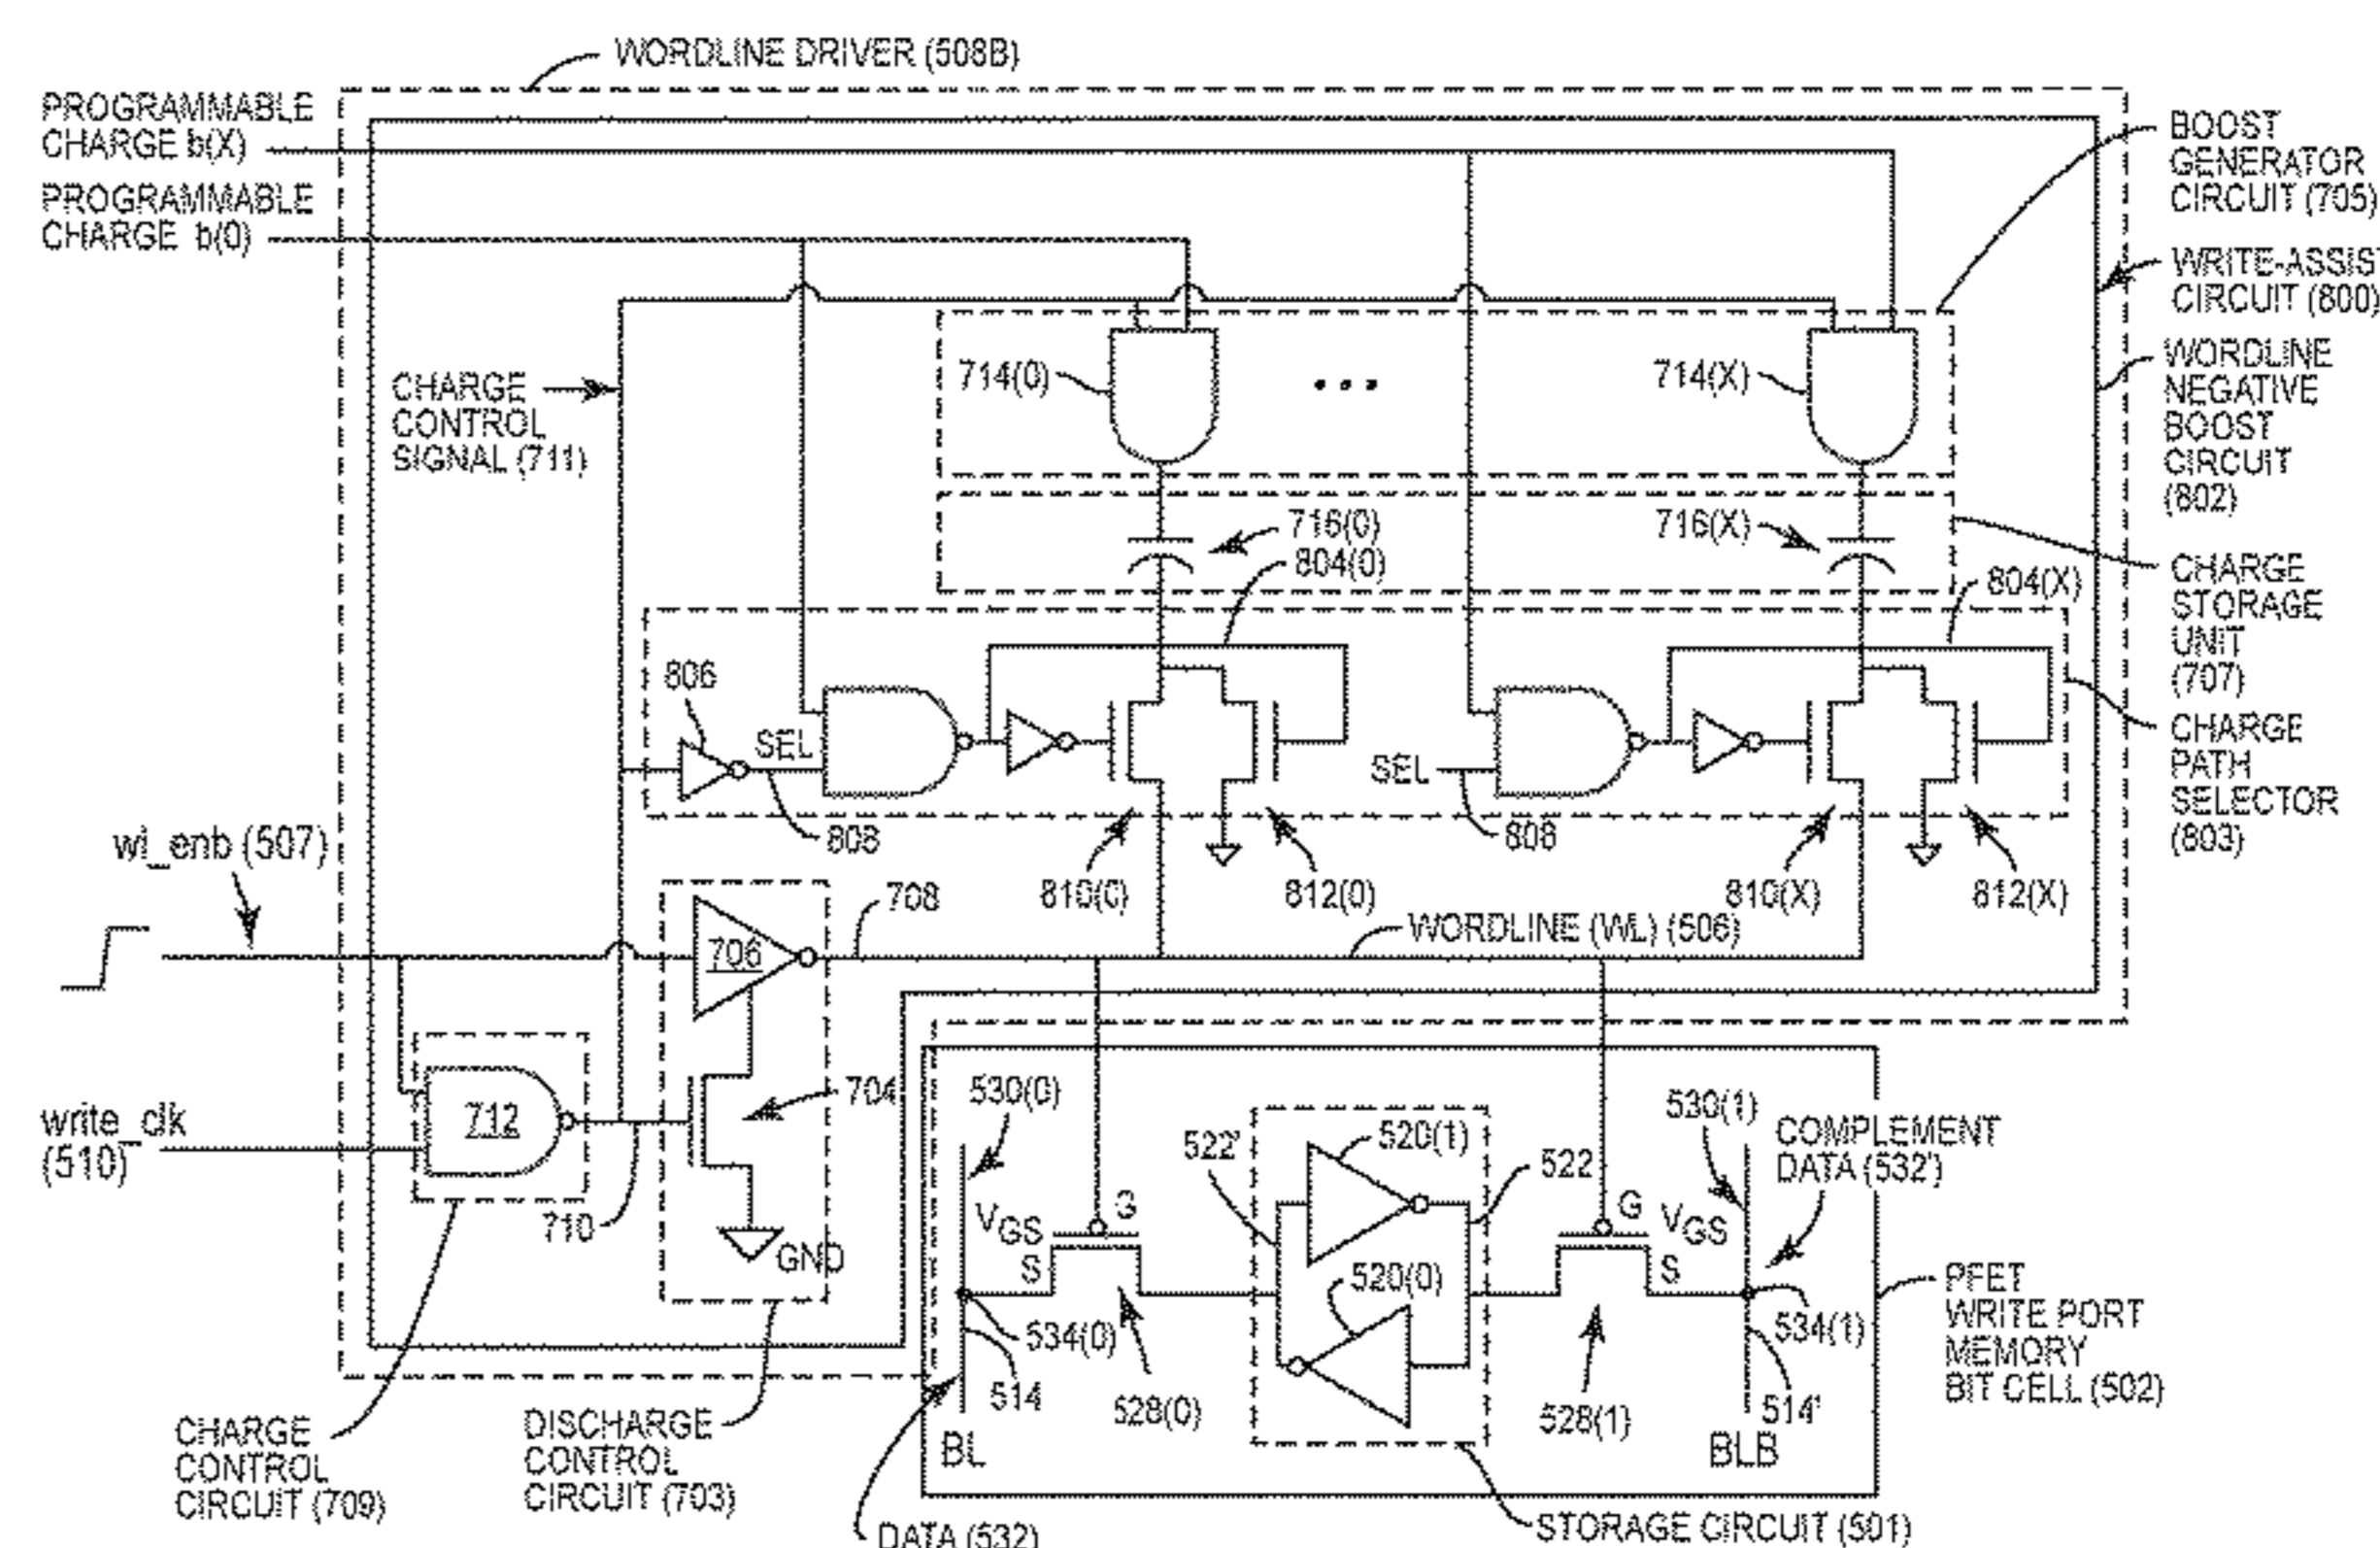 WORDLINE DRIVER (508B)
PROGRAMMABLE
CHARGE b(X)
PROGRAMMABLE
CHARGE b(0)
BOOST
GENERATOR
CIRCUIT (705)
WRITE-ASSIST
CIRCUIT (800)
WORDLINE
NEGATIVE
BOOST
CIRCUIT
(802)
CHARGE
CONTROL
SIGNAL (711)
714(0)
• • •
714(X)
716(0)
804(0)
716(X)
804(X)
CHARGE
STORAGE
UNIT
(707)
CHARGE
PATH
SELECTOR
(803)
806
SEL
808
SEL
808
810(0)
812(0)
810(X)
812(X)
wl_enb (507)
706
708
WORDLINE (WL) (506)
write_clk
(510)
712
710
704
GND
530(0)
VGS
G
S
534(0)
514
528(0)
BL
522'
520(1)
522
520(0)
528(1)
G
VGS
S
530(1)
COMPLEMENT
DATA (532')
534(1)
514'
BLB
PFET
WRITE PORT
MEMORY
BIT CELL (502)
CHARGE
CONTROL
CIRCUIT (709)
DISCHARGE
CONTROL
CIRCUIT (703)
DATA (532)
STORAGE CIRCUIT (501)